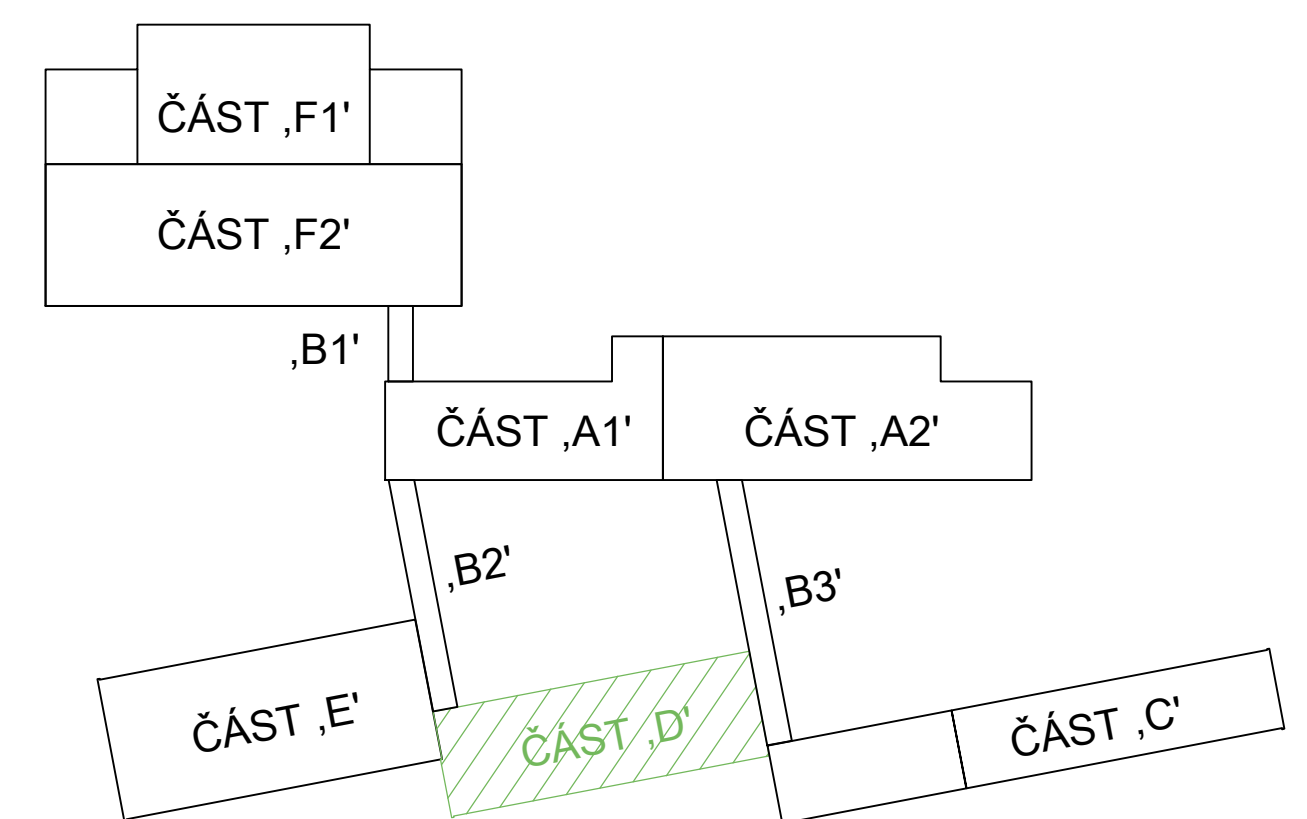 ČÁST ‚F1'
ČÁST ‚F2'
‚B1'
ČÁST ‚A1'
ČÁST ‚A2'
‚B2'
‚B3'
ČÁST ‚E'
ČÁST ‚D'
ČÁST ‚C'